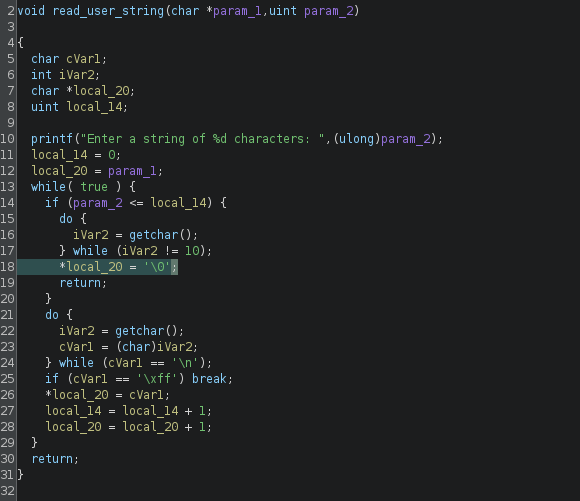 2 void read_user_string(char *param_1,uint param_2)
3
4 {
5   char cVar1;
6   int iVar2;
7   char *local_20;
8   uint local_14;
9
10   printf("Enter a string of %d characters: ",(ulong)param_2);
11   local_14 = 0;
12   local_20 = param_1;
13   while( true ) {
14     if (param_2 <= local_14) {
15       do {
16         iVar2 = getchar();
17       } while (iVar2 != 10);
18       *local_20 = '\0';
19       return;
20     }
21     do {
22       iVar2 = getchar();
23       cVar1 = (char)iVar2;
24     } while (cVar1 == '\n');
25     if (cVar1 == '\xff') break;
26     *local_20 = cVar1;
27     local_14 = local_14 + 1;
28     local_20 = local_20 + 1;
29   }
30   return;
31 }
32